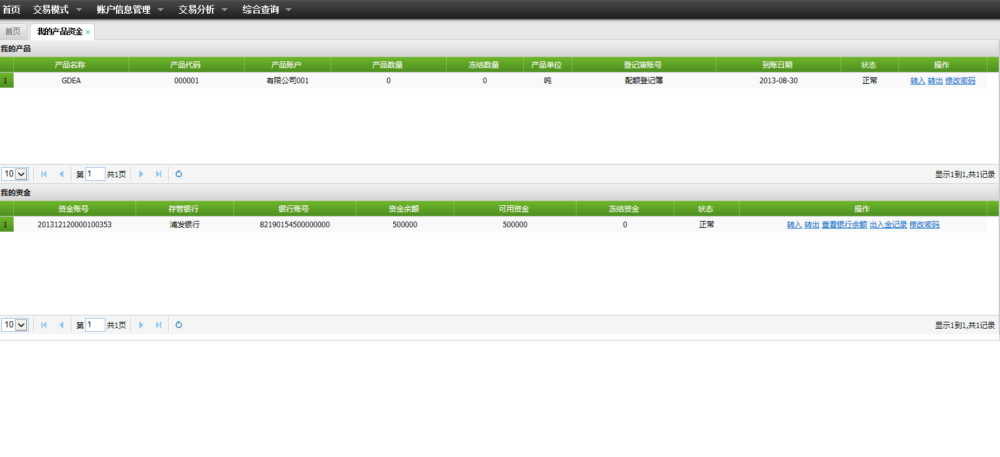 首页 交易模式 账户信息管理 交易分析 综合查询
首页 我的产品资金 ×
我的产品
产品名称 产品代码 产品账户 产品数量 冻结数量 产品单位 登记薄账号 到账日期 状态 操作
1 GDEA 000001 有限公司001 0 0 吨 配额登记簿 2013-08-30 正常 转入 转出 修改密码
10 第 1 共1页 显示1到1,共1记录
我的资金
资金账号 存管银行 银行账号 资金余额 可用资金 冻结资金 状态 操作
1 201312120000100353 浦发银行 82190154500000000 500000 500000 0 正常 转入 转出 查看银行余额 出入金记录 修改密码
10 第 1 共1页 显示1到1,共1记录